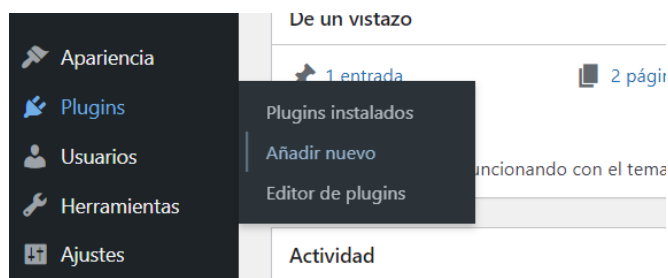 De un vistazo
Apariencia
1 entrada
2 págin
Plugins
Plugins instalados
Añadir nuevo
Editor de plugins
Usuarios
uncionando con el tema
Herramientas
Ajustes
Actividad